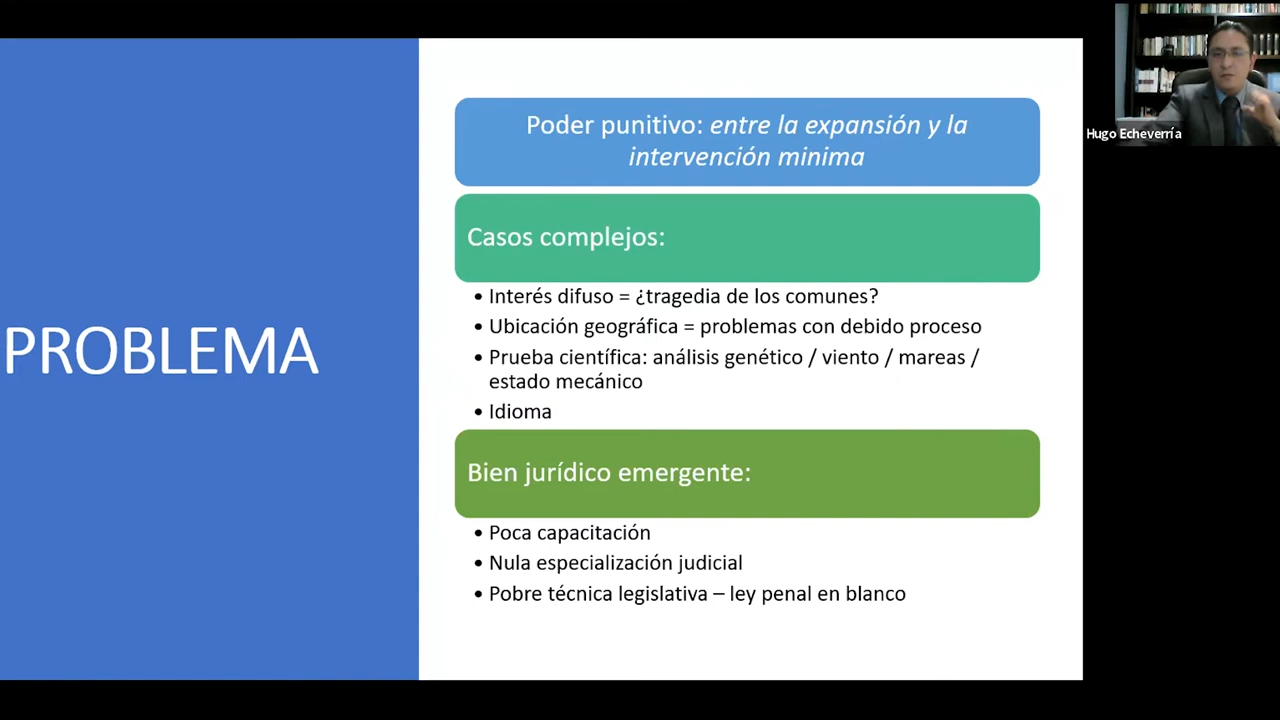 PROBLEMA
Poder punitivo: entre la expansión y la
intervención minima
Casos complejos:
• Interés difuso = ¿tragedia de los comunes?
• Ubicación geográfica = problemas con debido proceso
• Prueba científica: análisis genético / viento / mareas /
estado mecánico
• Idioma
Bien jurídico emergente:
• Poca capacitación
• Nula especialización judicial
• Pobre técnica legislativa – ley penal en blanco
Hugo Echeverría